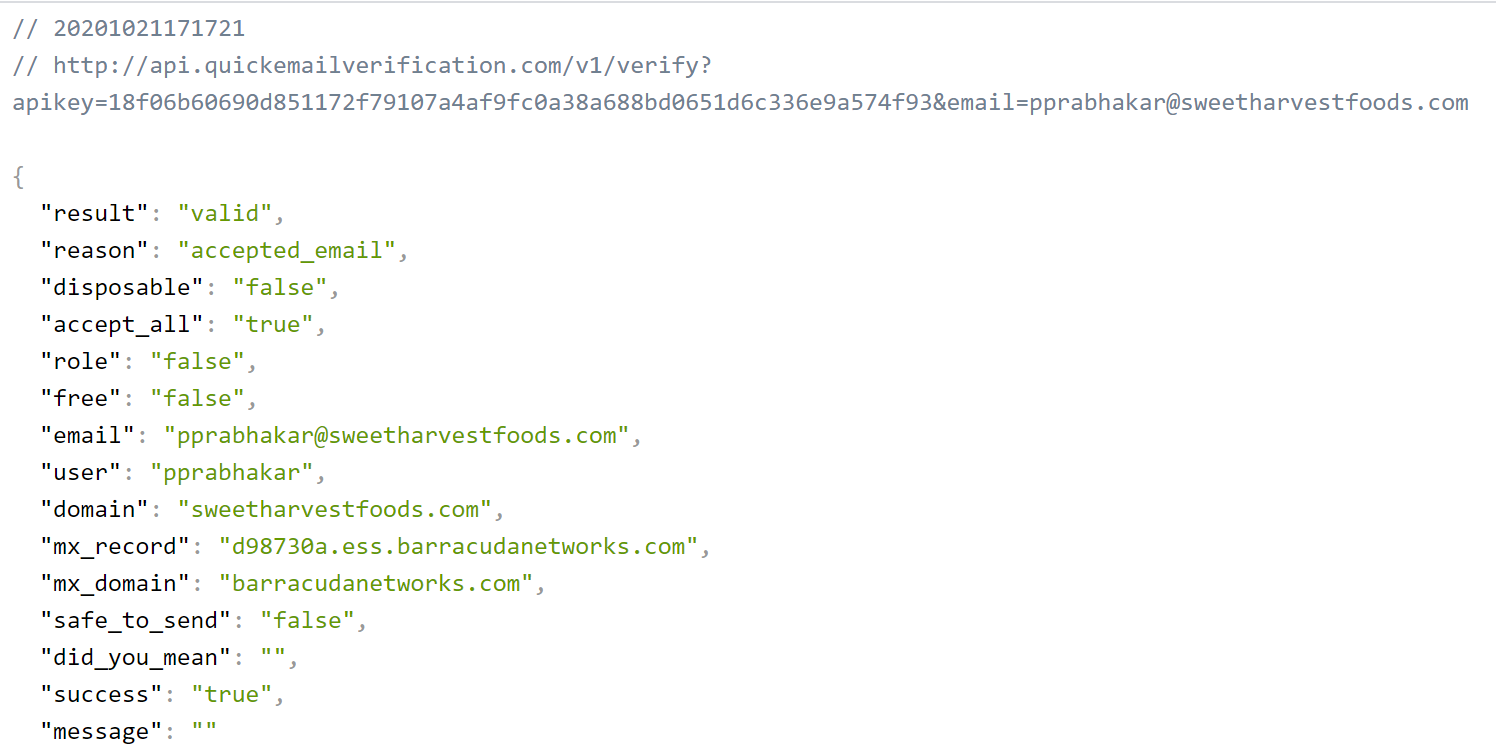 // 20201021171721
// http://api.quickemailverification.com/v1/verify?
apikey=18f06b60690d851172f79107a4af9fc0a38a688bd0651d6c336e9a574f93&email=pprabhakar@sweetharvestfoods.com
{
"result": "valid",
"reason": "accepted_email",
"disposable": "false",
"accept_all": "true",
"role": "false",
"free": "false",
"email": "pprabhakar@sweetharvestfoods.com",
"user": "pprabhakar",
"domain": "sweetharvestfoods.com",
"mx_record": "d98730a.ess.barracudanetworks.com",
"mx_domain": "barracudanetworks.com",
"safe_to_send": "false",
"did_you_mean": "",
"success": "true",
"message": ""